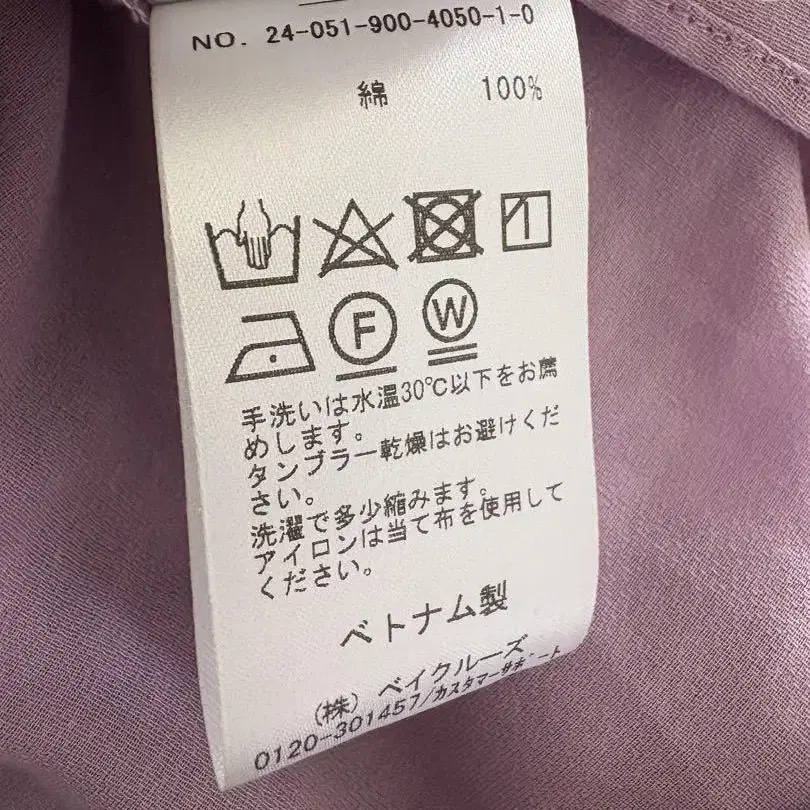 NO. 24-051-900-4050-1-0
綿 100%
F W
手洗いは水温30℃以下をお薦
めします。
タンブラー乾燥はお避けくだ
さい。
洗濯で多少縮みます。
アイロンは当て布を使用して
ください。
ベトナム製
(株) ベイクルーズ
0120-301457/カスタマーサポート